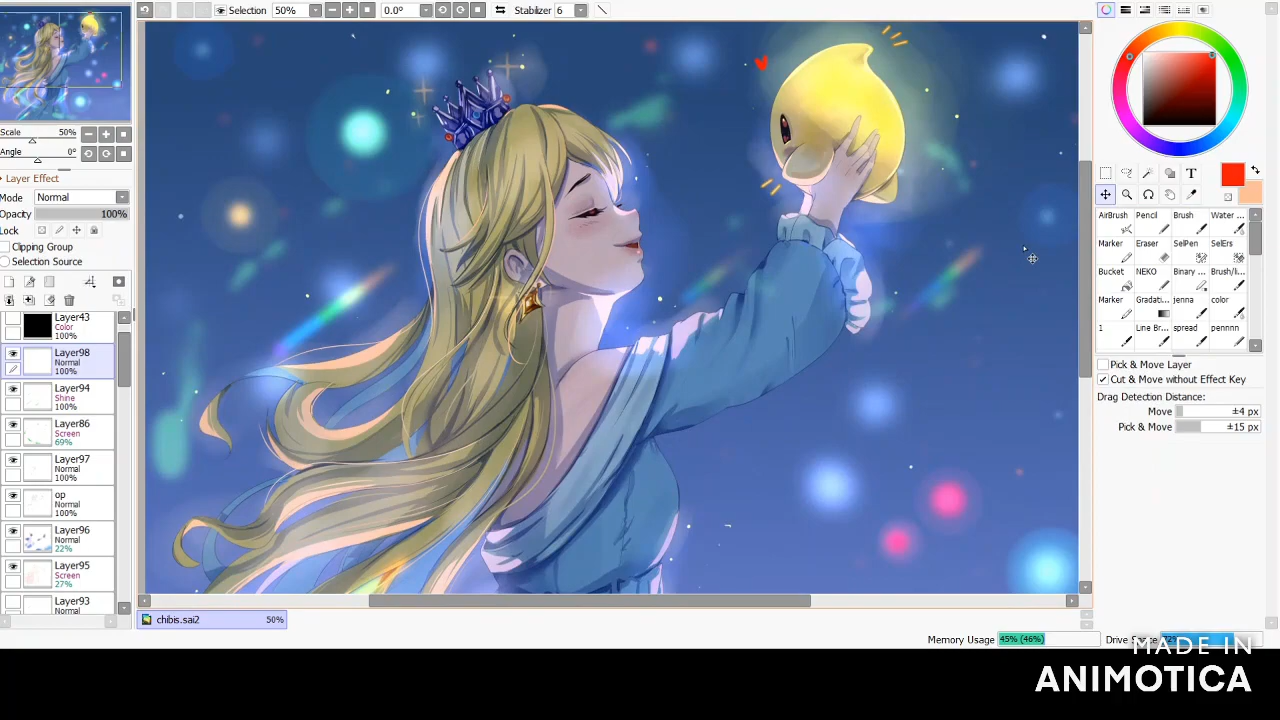 Selection 50% 0.0° Stabilizer 6
Scale 50%
Angle 0°
Layer Effect
Mode Normal
Opacity 100%
Lock
Clipping Group
Selection Source
Layer43
Color
100%
Layer98
Normal
100%
Layer94
Shine
100%
Layer86
Screen
69%
Layer97
Normal
100%
op
Normal
100%
Layer96
Normal
22%
Layer95
Screen
27%
Layer93
Normal
T
AirBrush Pencil Brush Water ...
Marker Eraser SelPen SelErs
Bucket NEKO Binary ... Brush/i...
Marker Gradati... jenna color
1 Line Br... spread pennnn
Pick & Move Layer
Cut & Move without Effect Key
Drag Detection Distance:
Move ±4 px
Pick & Move ±15 px
chibis.sai2 50%
Memory Usage 45% (46%) Drive
MADE IN
ANIMOTICA